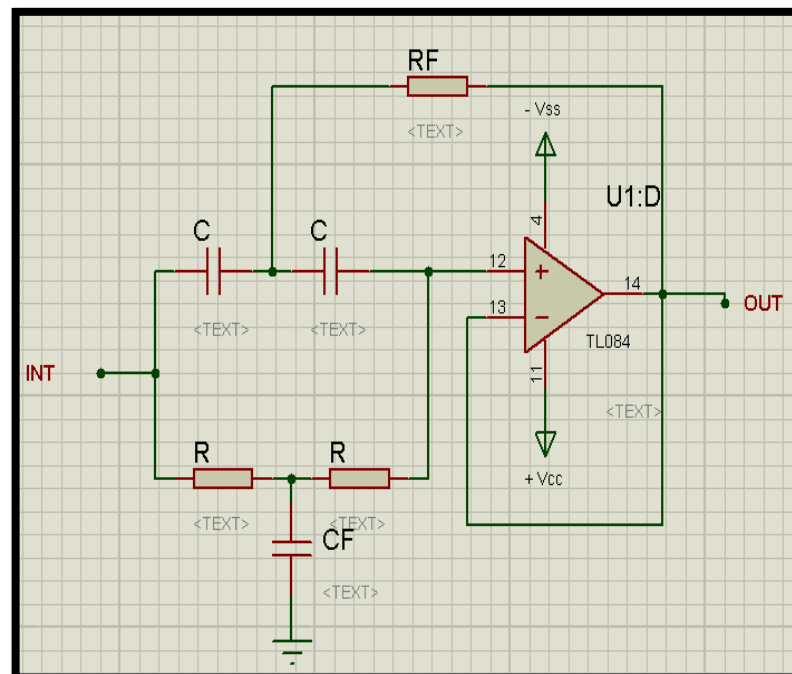 RF
<TEXT>
- Vss
U1:D
4
C
C
12
+
14
13
−
OUT
<TEXT>
<TEXT>
TL084
INT
11
<TEXT>
R
R
+ Vcc
<TEXT>
<TEXT>
CF
<TEXT>